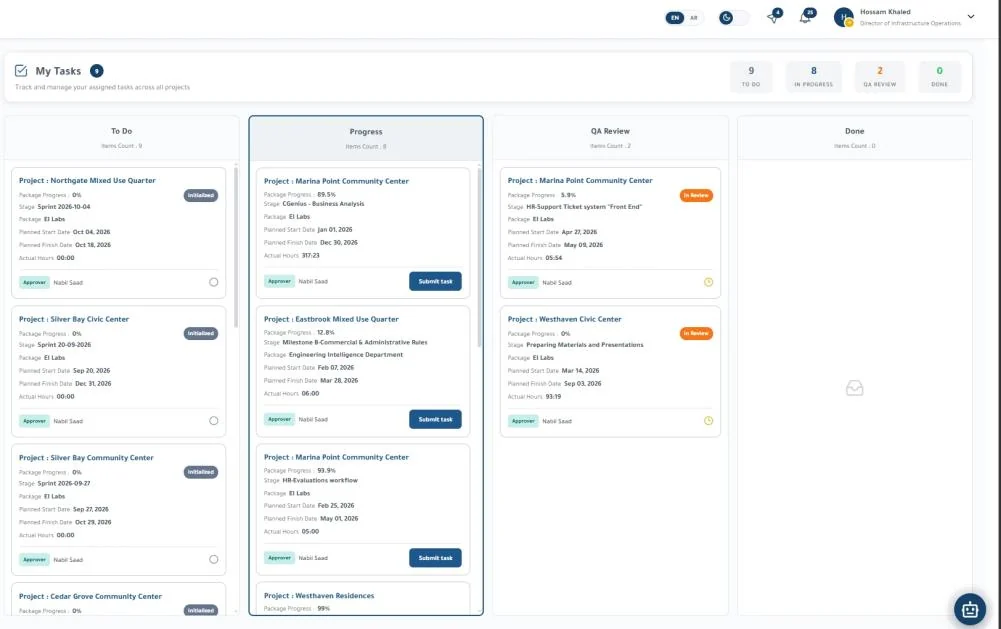 EN AR
4
25
H
Hossam Khaled
Director of Infrastructure Operations
My Tasks 9
Track and manage your assigned tasks across all projects
9
TO DO
8
IN PROGRESS
2
QA REVIEW
0
DONE
To Do
Items Count : 9
Project : Northgate Mixed Use Quarter
Package Progress : 0%
Initialized
Stage Sprint 2026-10-04
Package EI Labs
Planned Start Date Oct 04, 2026
Planned Finish Date Oct 18, 2026
Actual Hours 00:00
Approver Nabil Saad
Project : Silver Bay Civic Center
Package Progress : 0%
Initialized
Stage Sprint 20-09-2026
Package EI Labs
Planned Start Date Sep 20, 2026
Planned Finish Date Dec 31, 2026
Actual Hours 00:00
Approver Nabil Saad
Project : Silver Bay Community Center
Package Progress : 0%
Initialized
Stage Sprint 2026-09-27
Package EI Labs
Planned Start Date Sep 27, 2026
Planned Finish Date Oct 29, 2026
Actual Hours 00:00
Approver Nabil Saad
Project : Cedar Grove Community Center
Package Progress : 0%
Initialized
Progress
Items Count : 8
Project : Marina Point Community Center
Package Progress : 89.5%
Stage CGenius - Business Analysis
Package EI Labs
Planned Start Date Jan 01, 2026
Planned Finish Date Dec 30, 2026
Actual Hours 317:23
Approver Nabil Saad
Submit task
Project : Eastbrook Mixed Use Quarter
Package Progress : 12.8%
Stage Milestone B-Commercial & Administrative Rules
Package Engineering Intelligence Department
Planned Start Date Feb 07, 2026
Planned Finish Date Mar 28, 2026
Actual Hours 06:00
Approver Nabil Saad
Submit task
Project : Marina Point Community Center
Package Progress : 93.9%
Stage HR-Evaluations workflow
Package EI Labs
Planned Start Date Feb 25, 2026
Planned Finish Date May 01, 2026
Actual Hours 05:00
Approver Nabil Saad
Submit task
Project : Westhaven Residences
Package Progress : 99%
QA Review
Items Count : 2
Project : Marina Point Community Center
Package Progress : 5.9%
In Review
Stage HR-Support Ticket system "Front End"
Package EI Labs
Planned Start Date Apr 27, 2026
Planned Finish Date May 09, 2026
Actual Hours 05:54
Approver Nabil Saad
Project : Westhaven Civic Center
Package Progress : 0%
In Review
Stage Preparing Materials and Presentations
Package EI Labs
Planned Start Date Mar 14, 2026
Planned Finish Date Sep 03, 2026
Actual Hours 93:19
Approver Nabil Saad
Done
Items Count : 0